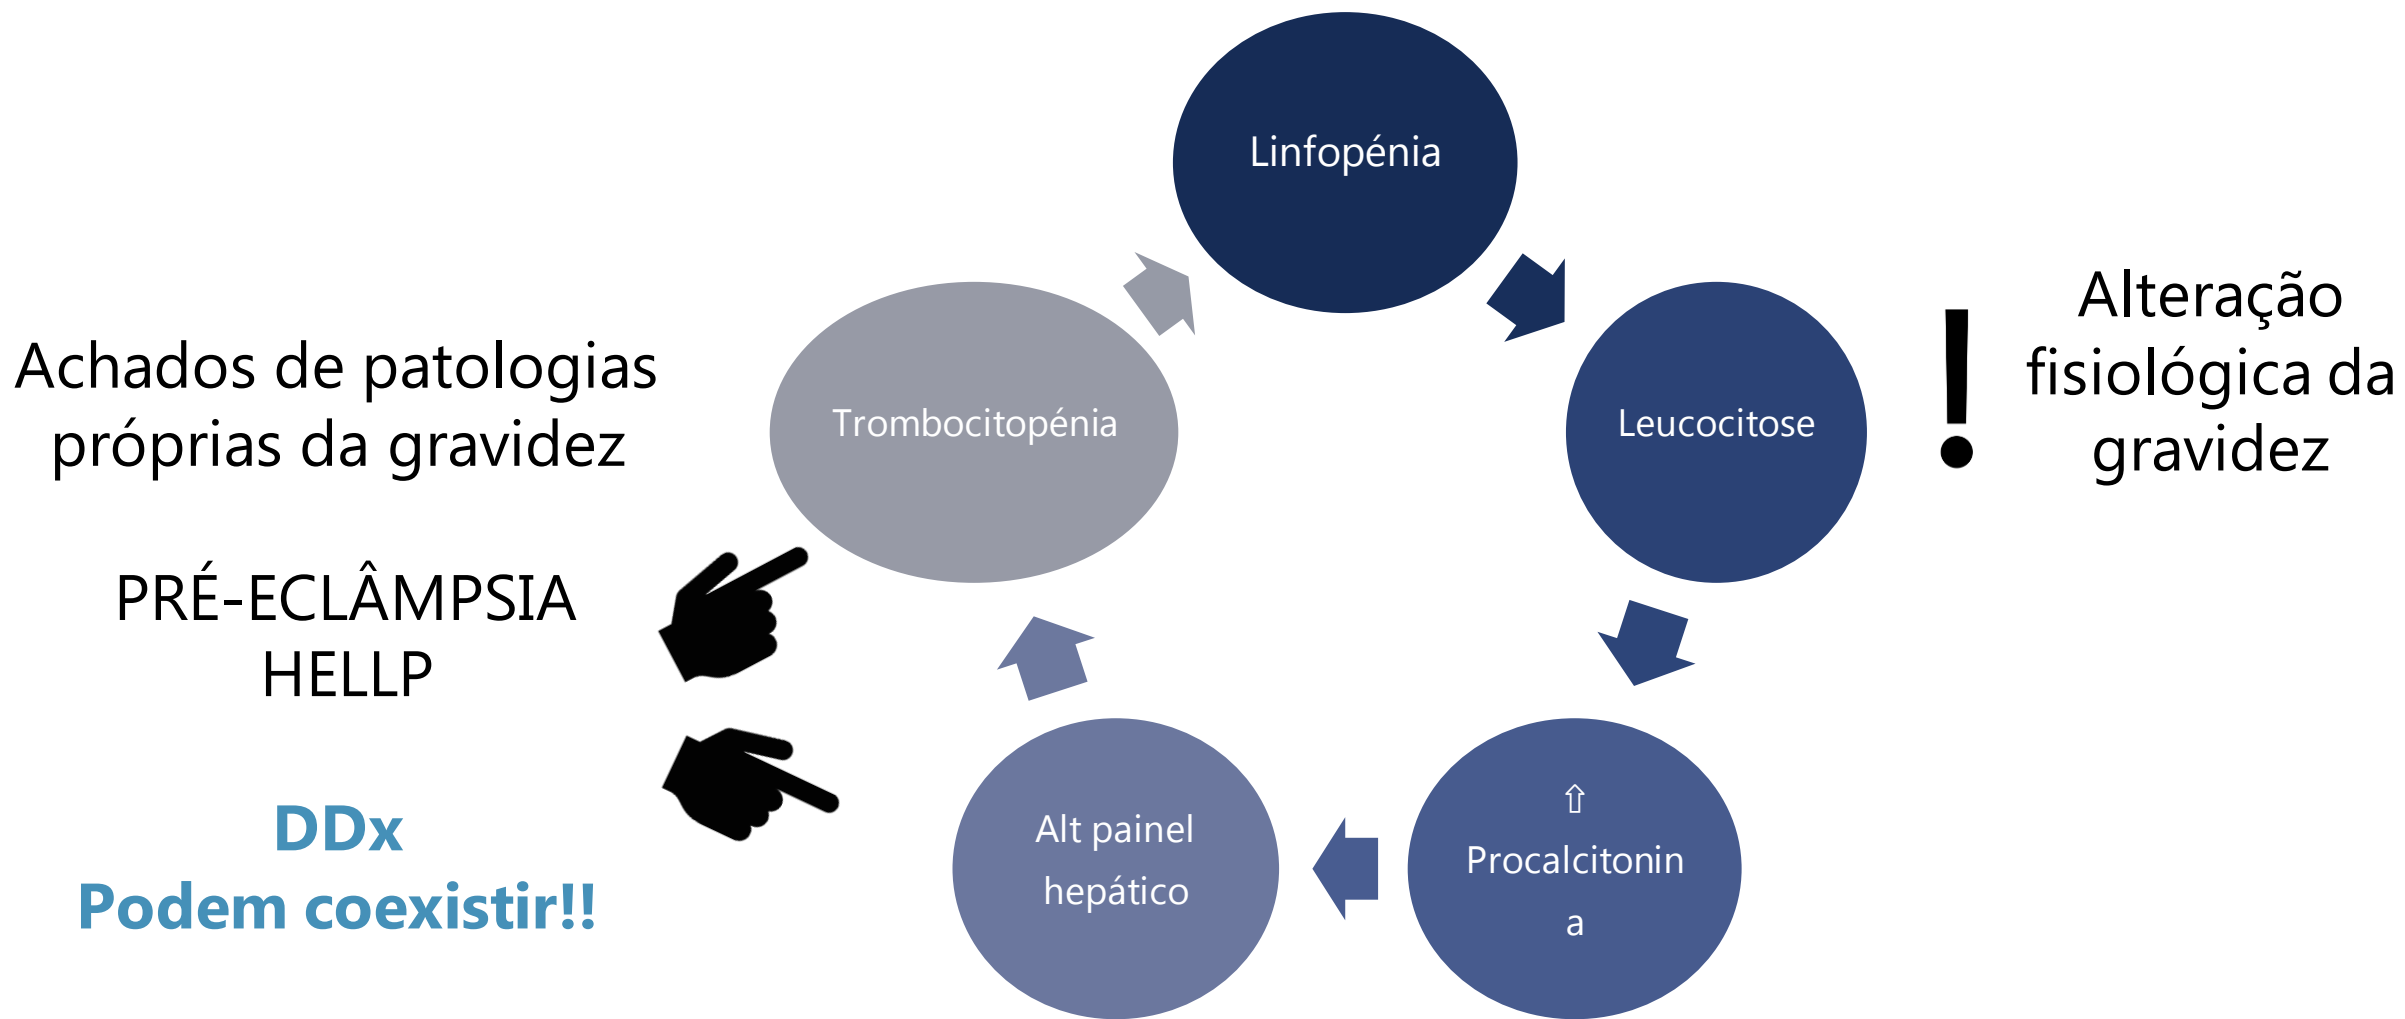 Linfopénia
Leucocitose
⇧
Procalcitonin
a
Alt painel
hepático
Trombocitopénia
Achados de patologias
próprias da gravidez
PRÉ-ECLÂMPSIA
HELLP
DDx
Podem coexistir!!
!
Alteração
fisiológica da
gravidez